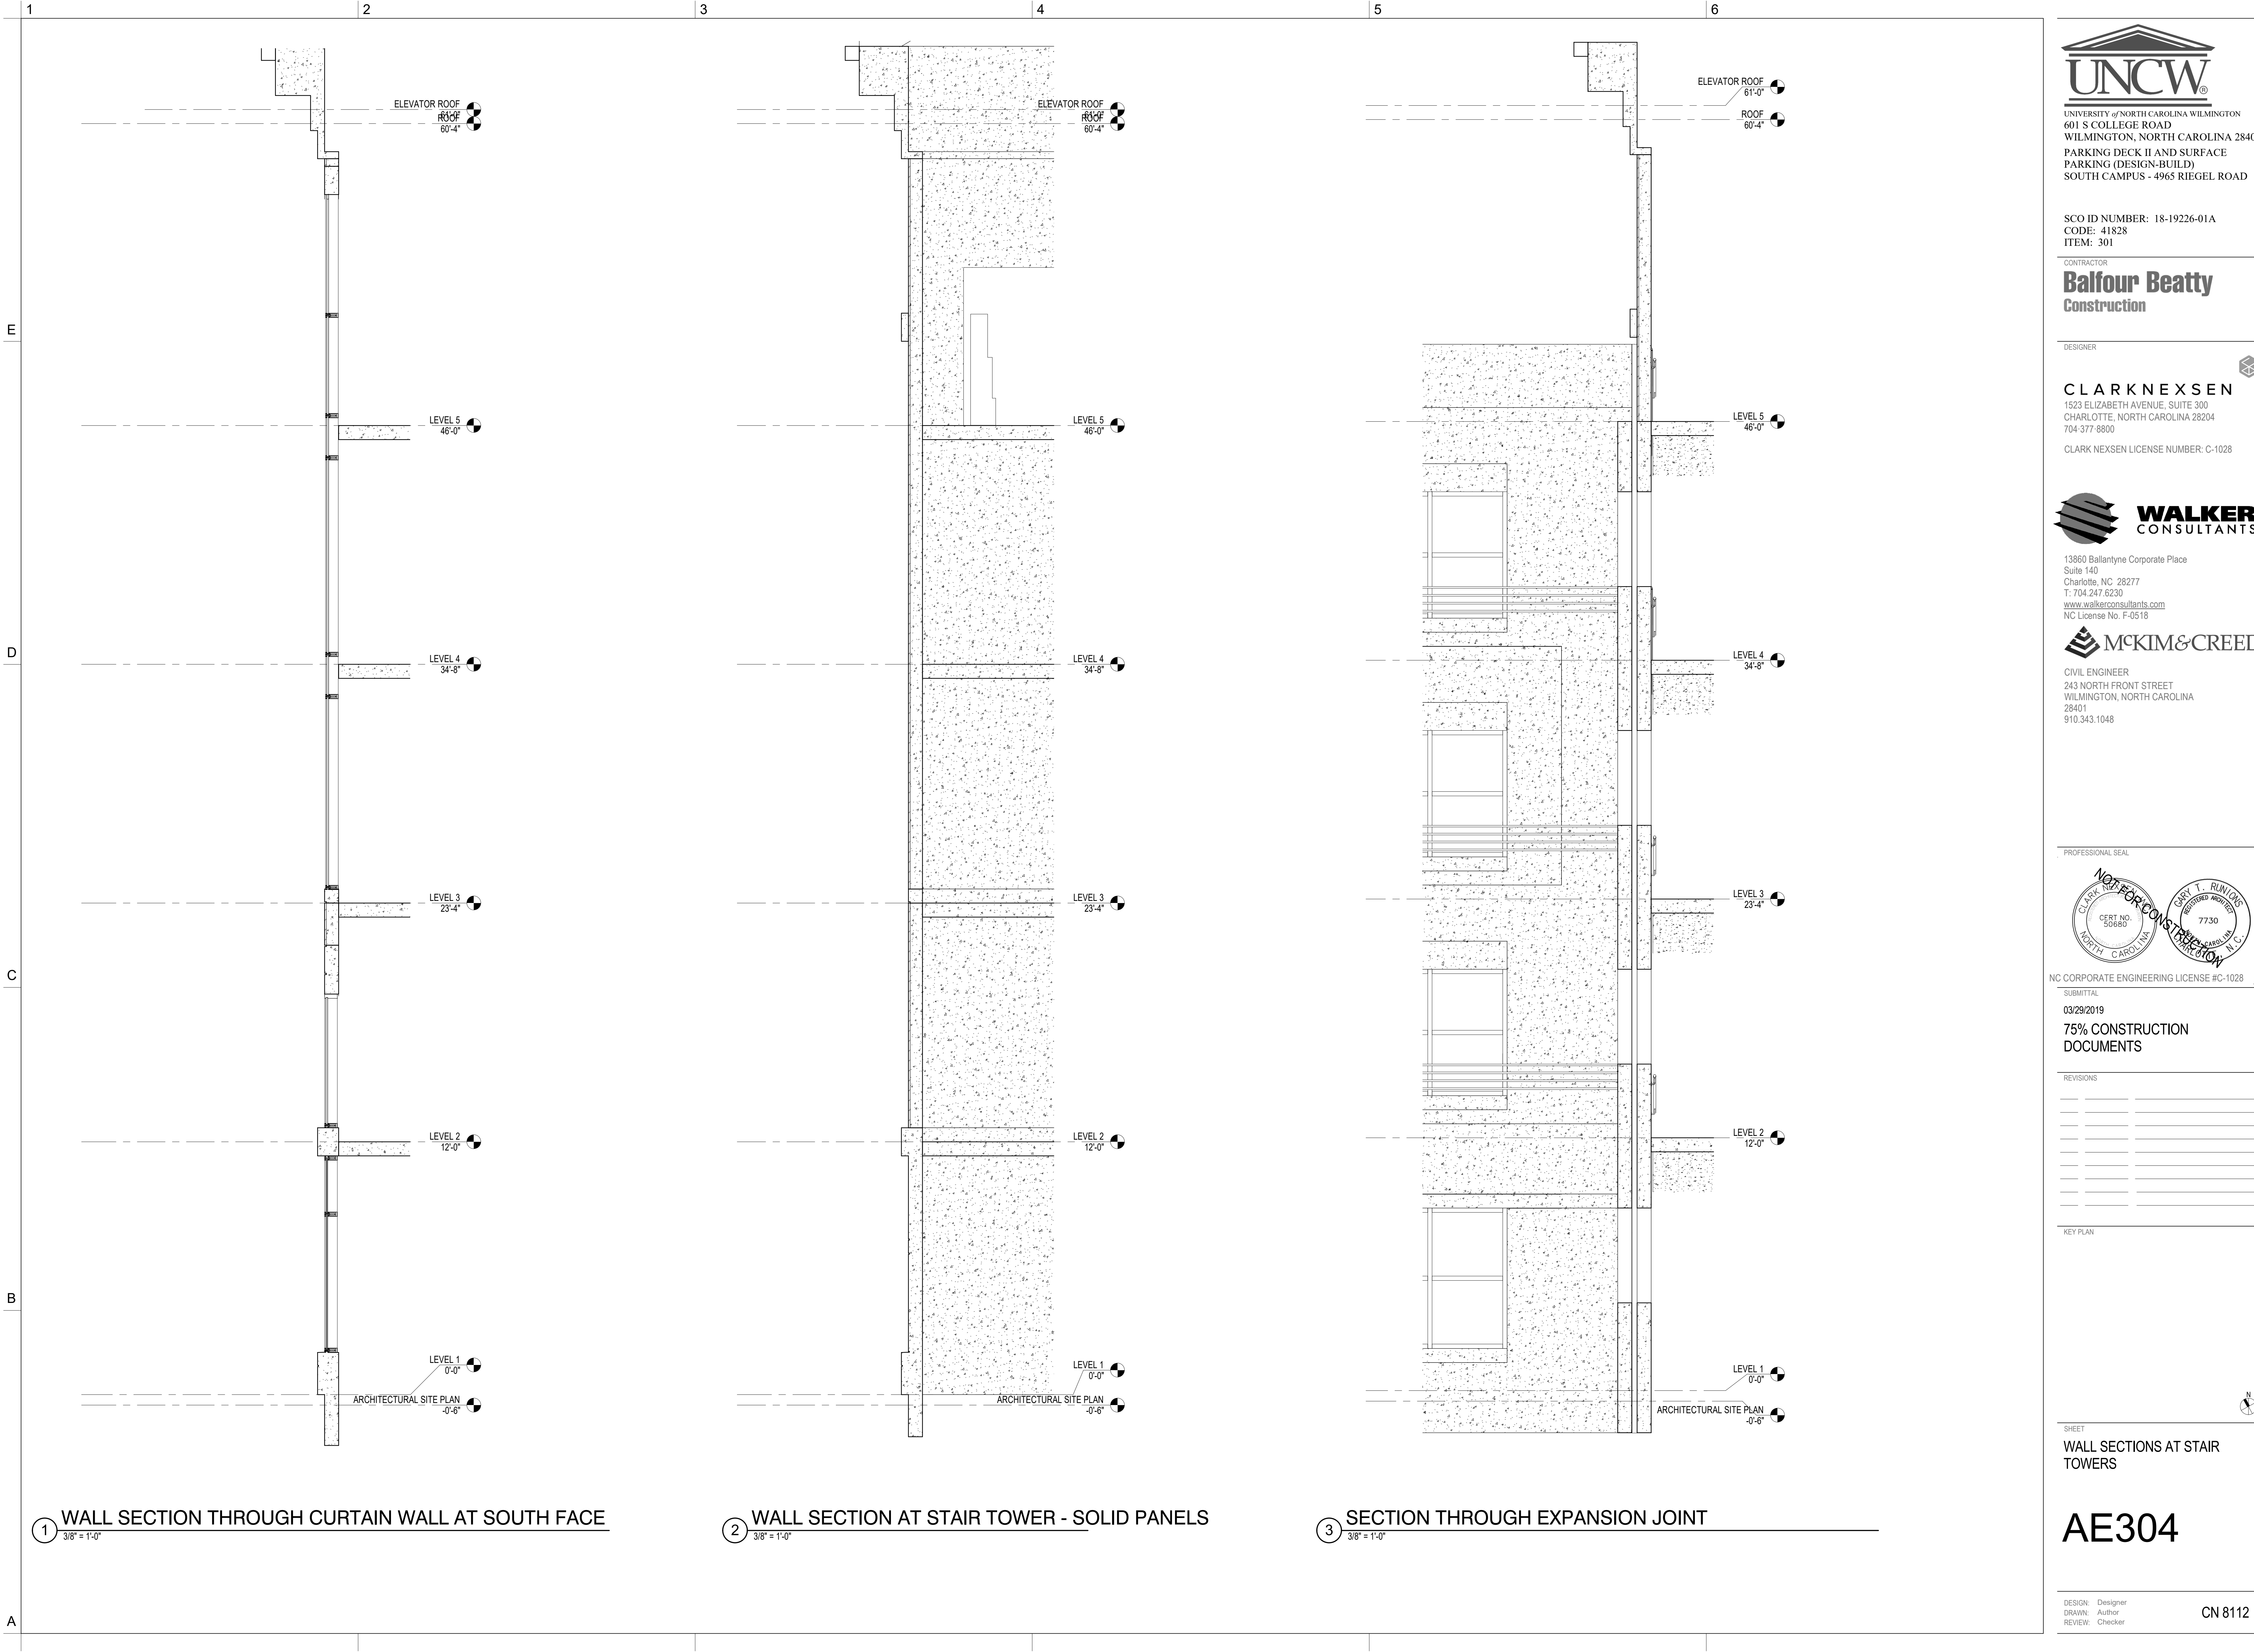 1
2
3
4
5
6
E
D
C
B
A
ELEVATOR ROOF
61'-0"
ROOF
60'-4"
LEVEL 5
46'-0"
LEVEL 4
34'-8"
LEVEL 3
23'-4"
LEVEL 2
12'-0"
LEVEL 1
0'-0"
ARCHITECTURAL SITE PLAN
-0'-6"
1
WALL SECTION THROUGH CURTAIN WALL AT SOUTH FACE
3/8" = 1'-0"
ELEVATOR ROOF
61'-0"
ROOF
60'-4"
LEVEL 5
46'-0"
LEVEL 4
34'-8"
LEVEL 3
23'-4"
LEVEL 2
12'-0"
LEVEL 1
0'-0"
ARCHITECTURAL SITE PLAN
-0'-6"
2
WALL SECTION AT STAIR TOWER - SOLID PANELS
3/8" = 1'-0"
ELEVATOR ROOF
61'-0"
ROOF
60'-4"
LEVEL 5
46'-0"
LEVEL 4
34'-8"
LEVEL 3
23'-4"
LEVEL 2
12'-0"
LEVEL 1
0'-0"
ARCHITECTURAL SITE PLAN
-0'-6"
3
SECTION THROUGH EXPANSION JOINT
3/8" = 1'-0"
UNCW®
UNIVERSITY of NORTH CAROLINA WILMINGTON
601 S COLLEGE ROAD
WILMINGTON, NORTH CAROLINA 2840
PARKING DECK II AND SURFACE
PARKING (DESIGN-BUILD)
SOUTH CAMPUS - 4965 RIEGEL ROAD
SCO ID NUMBER: 18-19226-01A
CODE: 41828
ITEM: 301
CONTRACTOR
Balfour Beatty
Construction
DESIGNER
CLARKNEXSEN
1523 ELIZABETH AVENUE, SUITE 300
CHARLOTTE, NORTH CAROLINA 28204
704·377·8800
CLARK NEXSEN LICENSE NUMBER: C-1028
WALKER
CONSULTANTS
13860 Ballantyne Corporate Place
Suite 140
Charlotte, NC 28277
T: 704.247.6230
www.walkerconsultants.com
NC License No. F-0518
McKIM&CREED
CIVIL ENGINEER
243 NORTH FRONT STREET
WILMINGTON, NORTH CAROLINA
28401
910.343.1048
PROFESSIONAL SEAL
NOT FOR CONSTRUCTION
CERT NO.
50680
NORTH CAROLINA
GARY T. RUNIONS
REGISTERED ARCHITECT
7730
N.C.
NC CORPORATE ENGINEERING LICENSE #C-1028
SUBMITTAL
03/29/2019
75% CONSTRUCTION
DOCUMENTS
REVISIONS
KEY PLAN
N
SHEET
WALL SECTIONS AT STAIR
TOWERS
AE304
DESIGN: Designer
DRAWN: Author
REVIEW: Checker
CN 8112